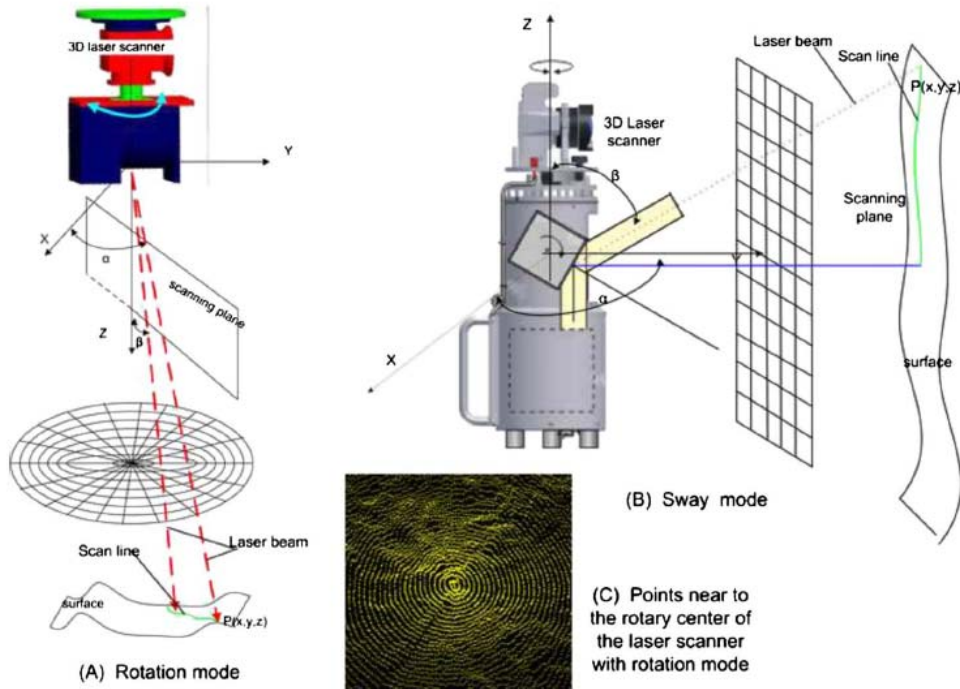 3D laser scanner
Y
X
α
scanning plane
Z
β
Laser beam
Scan line
surface
P(x,y,z)
(A) Rotation mode
Z
Laser beam
Scan line
P(x,y,z)
3D Laser
scanner
β
Scanning
plane
Y
α
X
surface
(B) Sway mode
(C) Points near to
the rotary center of
the laser scanner
with rotation mode